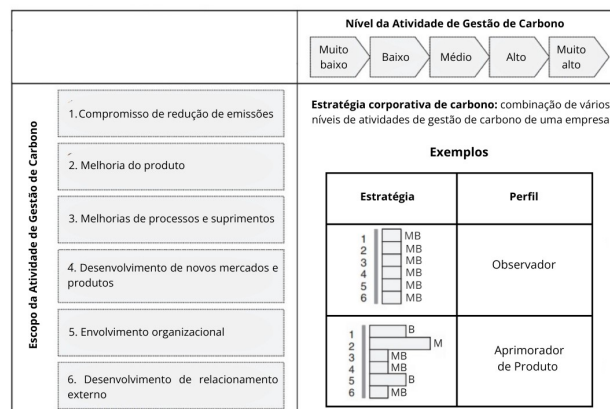 Nível da Atividade de Gestão de Carbono
Muito baixo
Baixo
Médio
Alto
Muito alto
Escopo da Atividade de Gestão de Carbono
1.Compromisso de redução de emissões
2. Melhoria do produto
3. Melhorias de processos e suprimentos
4. Desenvolvimento de novos mercados e
produtos
5. Envolvimento organizacional
6. Desenvolvimento de relacionamento
externo
Estratégia corporativa de carbono: combinação de vários
níveis de atividades de gestão de carbono de uma empresa
Exemplos
Estratégia
Perfil
1 MB
2 MB
3 MB
4 MB
5 MB
6 MB
Observador
1 B
2 M
3 MB
4 MB
5 B
6 MB
Aprimorador
de Produto